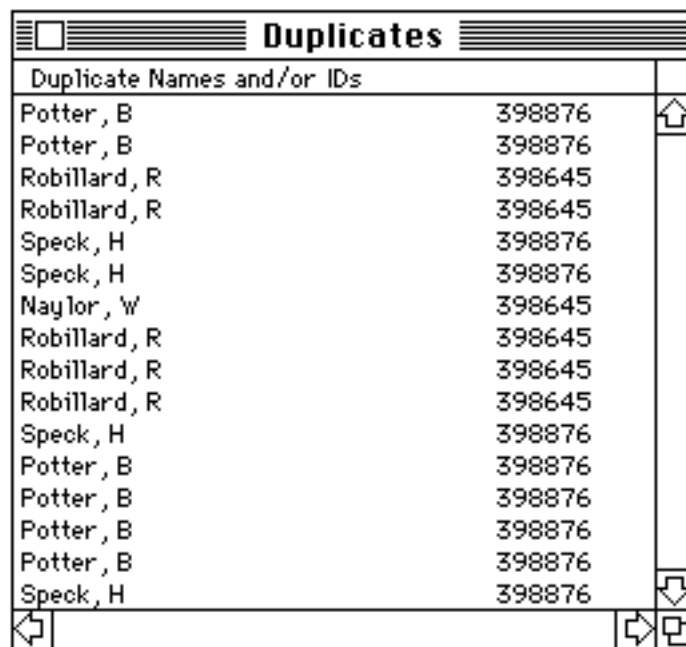 Duplicates
Duplicate Names and/or IDs
Potter, B 398876
Potter, B 398876
Robillard, R 398645
Robillard, R 398645
Speck, H 398876
Speck, H 398876
Naylor, W 398645
Robillard, R 398645
Robillard, R 398645
Robillard, R 398645
Speck, H 398876
Potter, B 398876
Potter, B 398876
Potter, B 398876
Potter, B 398876
Speck, H 398876